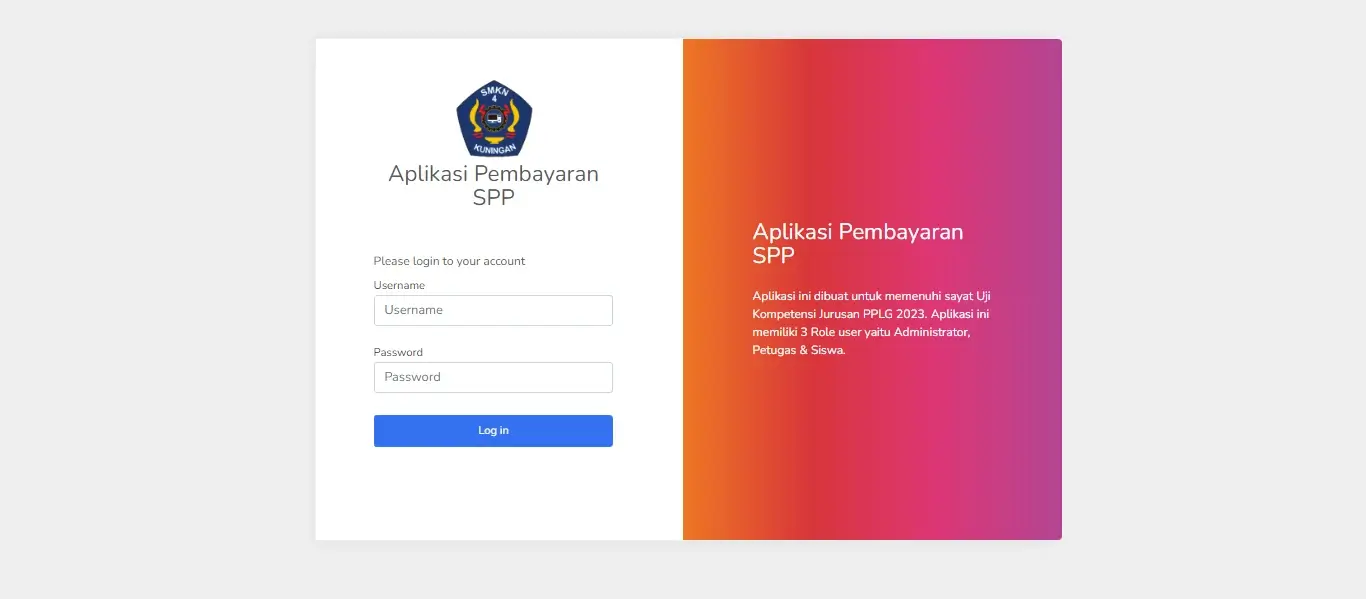 SMKN
4
KUNINGAN
Aplikasi Pembayaran
SPP
Please login to your account
Username
Username
Password
Password
Log in
Aplikasi Pembayaran
SPP
Aplikasi ini dibuat untuk memenuhi sayat Uji
Kompetensi Jurusan PPLG 2023. Aplikasi ini
memiliki 3 Role user yaitu Administrator,
Petugas & Siswa.